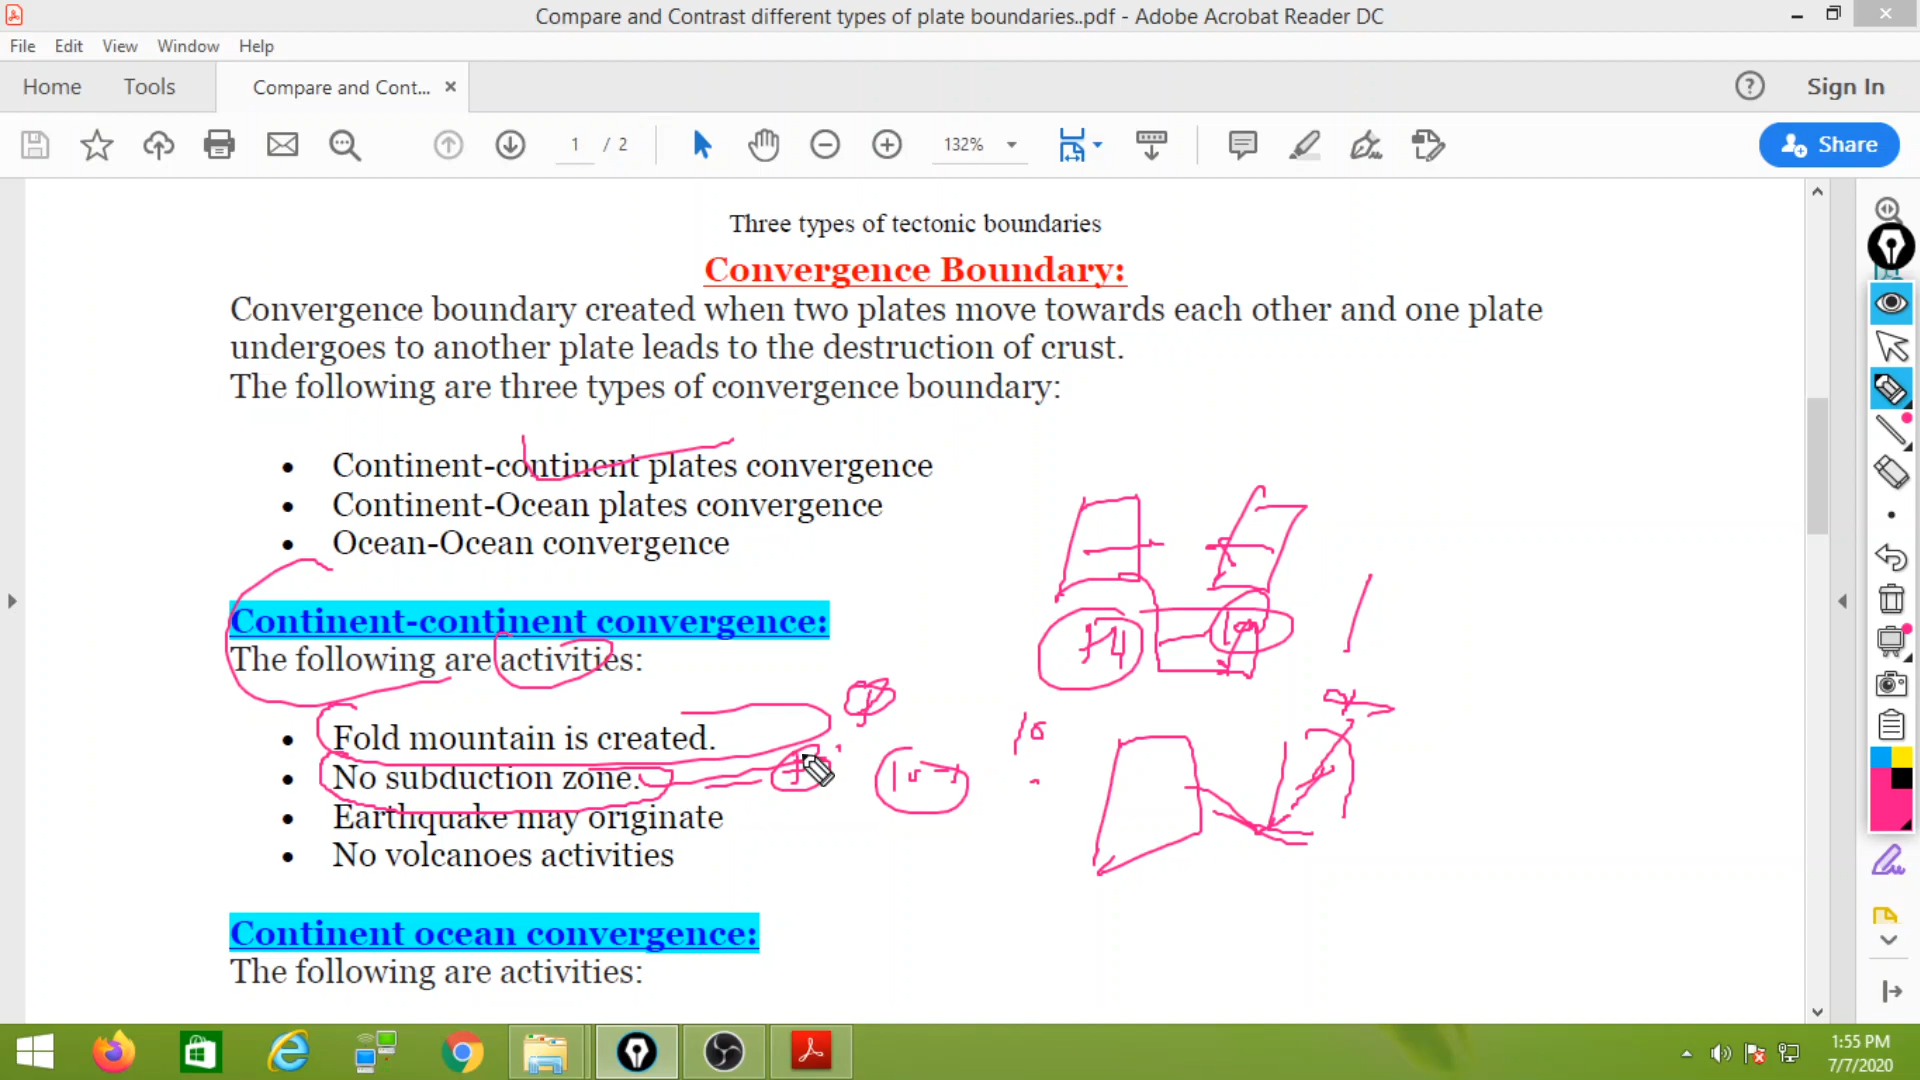 Compare and Contrast different types of plate boundaries..pdf - Adobe Acrobat Reader DC
File Edit View Window Help
Home Tools Compare and Cont... × ? Sign In
1 / 2 132% Share
Three types of tectonic boundaries
Convergence Boundary:
Convergence boundary created when two plates move towards each other and one plate
undergoes to another plate leads to the destruction of crust.
The following are three types of convergence boundary:
• Continent-continent plates convergence
• Continent-Ocean plates convergence
• Ocean-Ocean convergence
Continent-continent convergence:
The following are activities:
• Fold mountain is created.
• No subduction zone.
• Earthquake may originate
• No volcanoes activities
Continent ocean convergence:
The following are activities:
1:55 PM
7/7/2020